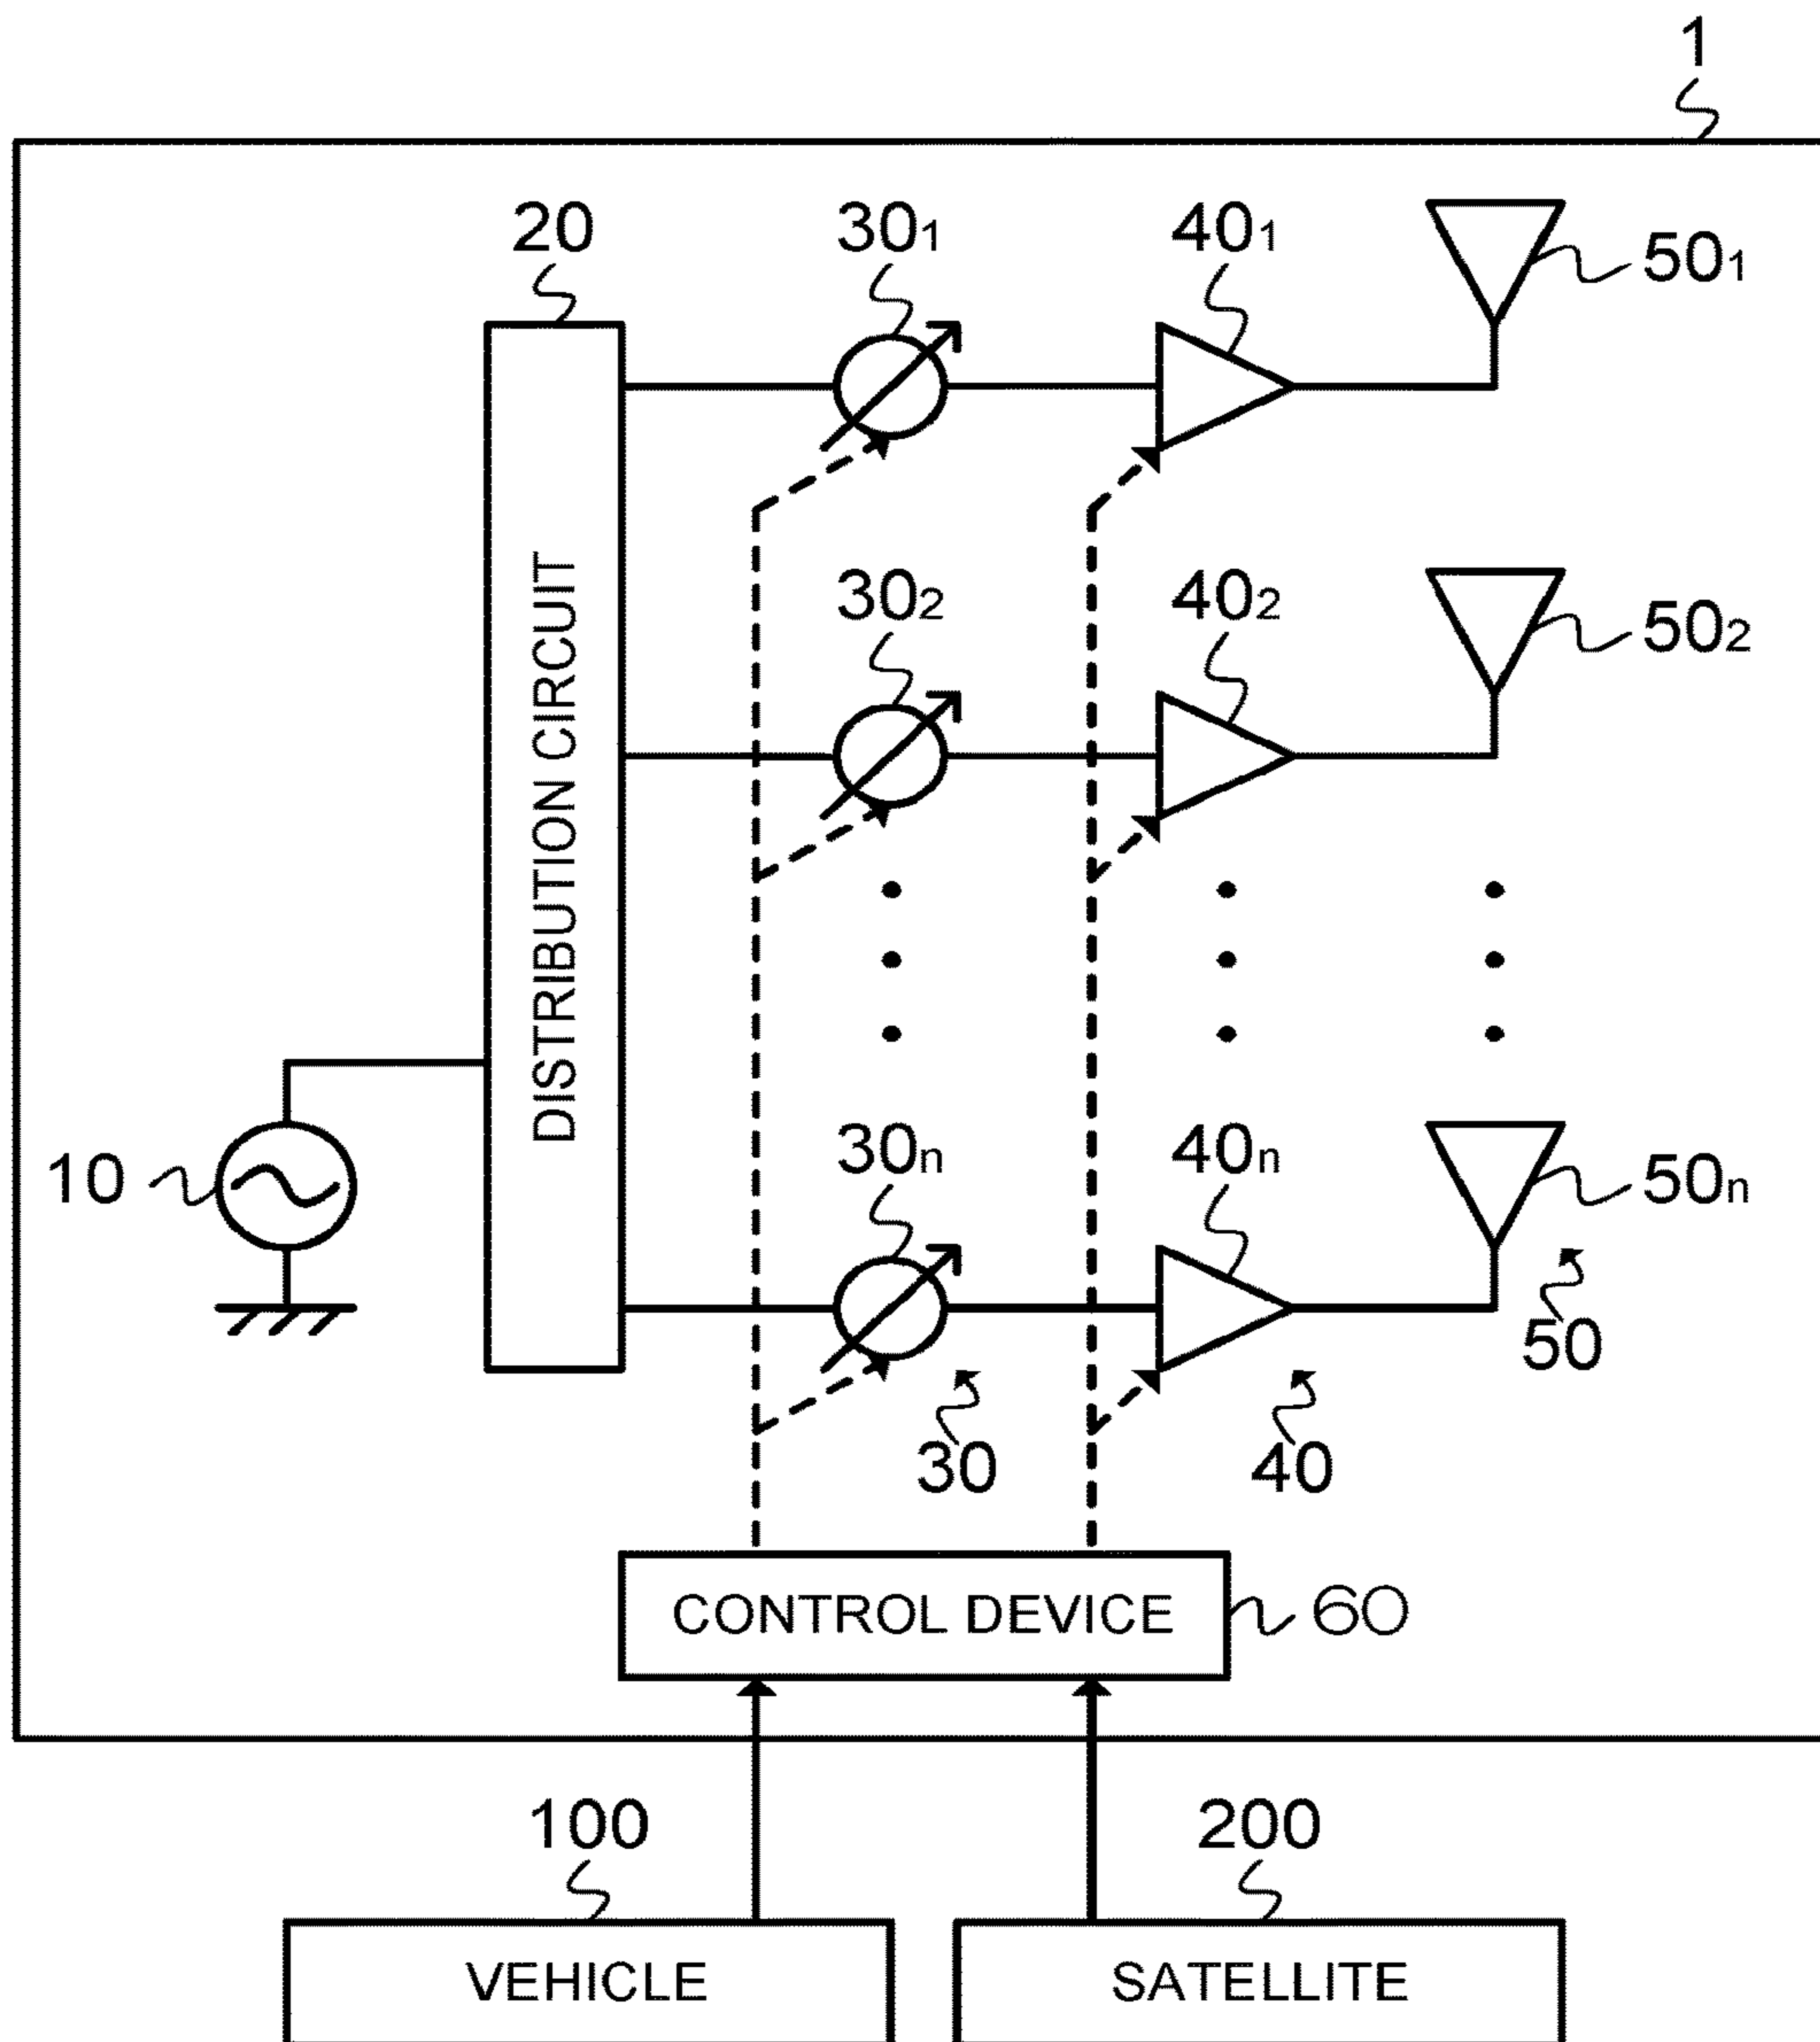 1
20
30₁
40₁
50₁
30₂
40₂
50₂
DISTRIBUTION CIRCUIT
10
30n
40n
50n
50
30
40
CONTROL DEVICE
60
100
200
VEHICLE
SATELLITE